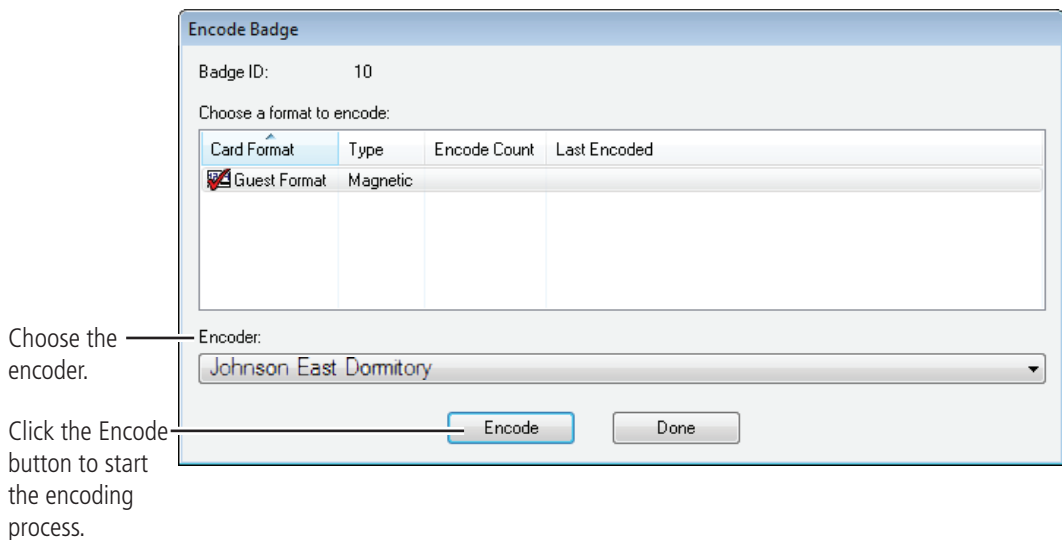 Encode Badge
Badge ID: 10
Choose a format to encode:
Card Format Type Encode Count Last Encoded
Guest Format Magnetic
Choose the
encoder.
Encoder:
Johnson East Dormitory
Click the Encode
button to start
the encoding
process.
Encode Done